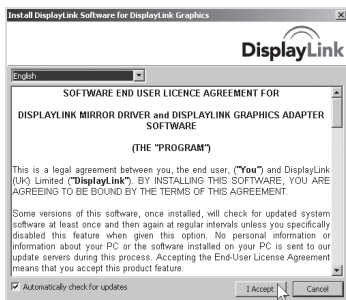 Install DisplayLink Software for DisplayLink Graphics
DisplayLink
English
SOFTWARE END USER LICENCE AGREEMENT FOR
DISPLAYLINK MIRROR DRIVER and DISPLAYLINK GRAPHICS ADAPTER
SOFTWARE
(THE "PROGRAM")
This is a legal agreement between you, the end user, ("You") and DisplayLink
(UK) Limited ("DisplayLink"). BY INSTALLING THIS SOFTWARE, YOU ARE
AGREEING TO BE BOUND BY THE TERMS OF THIS AGREEMENT.
Some versions of this software, once installed, will check for updated system
software at least once and then again at regular intervals unless you specifically
disabled this feature when given this option. No personal information or
information about your PC or the software installed on your PC is sent to our
update servers during this process. Accepting the End-User License Agreement
means that you accept this product feature.
Automatically check for updates
I Accept
Cancel